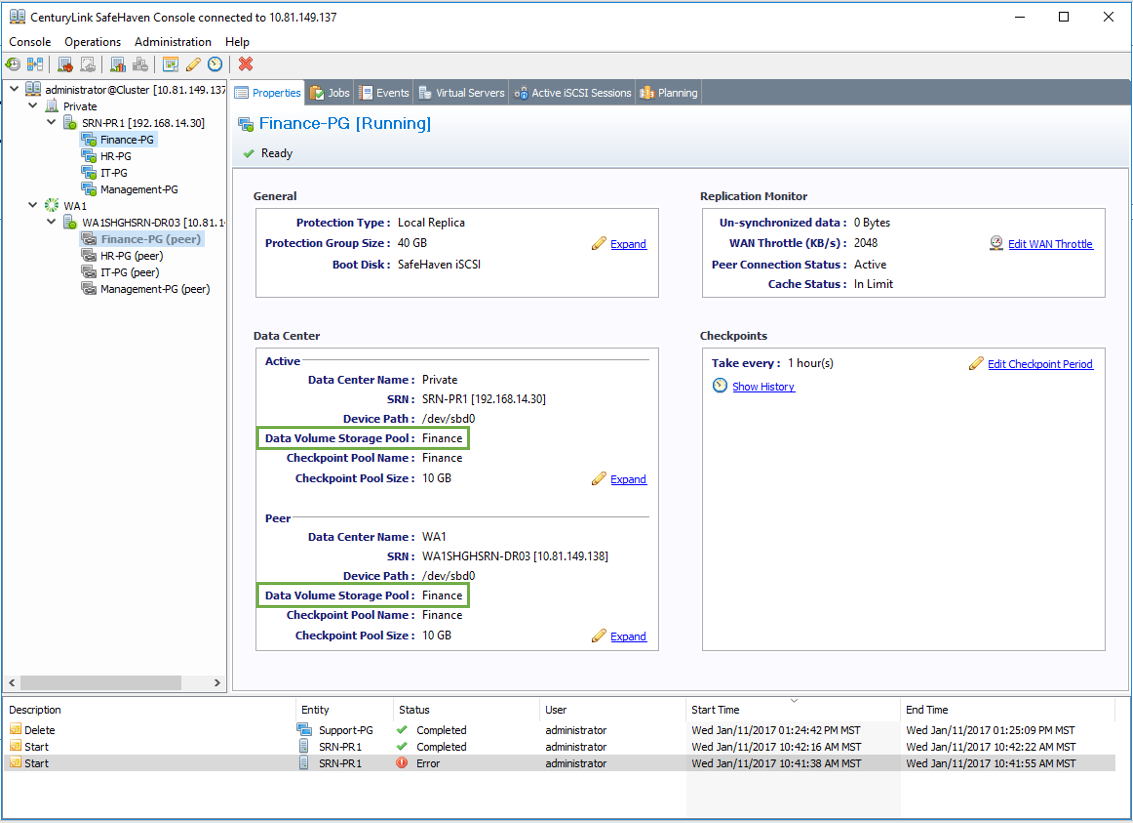 CenturyLink SafeHaven Console connected to 10.81.149.137
Console Operations Administration Help
administrator@Cluster [10.81.149.137
Private
SRN-PR1 [192.168.14.30]
Finance-PG
HR-PG
IT-PG
Management-PG
WA1
WA1SHGHSRN-DR03 [10.81.1
Finance-PG (peer)
HR-PG (peer)
IT-PG (peer)
Management-PG (peer)
Properties Jobs Events Virtual Servers Active iSCSI Sessions Planning
Finance-PG [Running]
Ready
General
Protection Type : Local Replica
Protection Group Size : 40 GB Expand
Boot Disk : SafeHaven iSCSI
Replication Monitor
Un-synchronized data : 0 Bytes
WAN Throttle (KB/s) : 2048 Edit WAN Throttle
Peer Connection Status : Active
Cache Status : In Limit
Data Center
Active
Data Center Name : Private
SRN : SRN-PR1 [192.168.14.30]
Device Path : /dev/sbd0
Data Volume Storage Pool : Finance
Checkpoint Pool Name : Finance
Checkpoint Pool Size : 10 GB Expand
Peer
Data Center Name : WA1
SRN : WA1SHGHSRN-DR03 [10.81.149.138]
Device Path : /dev/sbd0
Data Volume Storage Pool : Finance
Checkpoint Pool Name : Finance
Checkpoint Pool Size : 10 GB Expand
Checkpoints
Take every : 1 hour(s) Edit Checkpoint Period
Show History
Description Entity Status User Start Time End Time
Delete Support-PG Completed administrator Wed Jan/11/2017 01:24:42 PM MST Wed Jan/11/2017 01:25:09 PM MST
Start SRN-PR1 Completed administrator Wed Jan/11/2017 10:42:16 AM MST Wed Jan/11/2017 10:42:22 AM MST
Start SRN-PR1 Error administrator Wed Jan/11/2017 10:41:38 AM MST Wed Jan/11/2017 10:41:55 AM MST